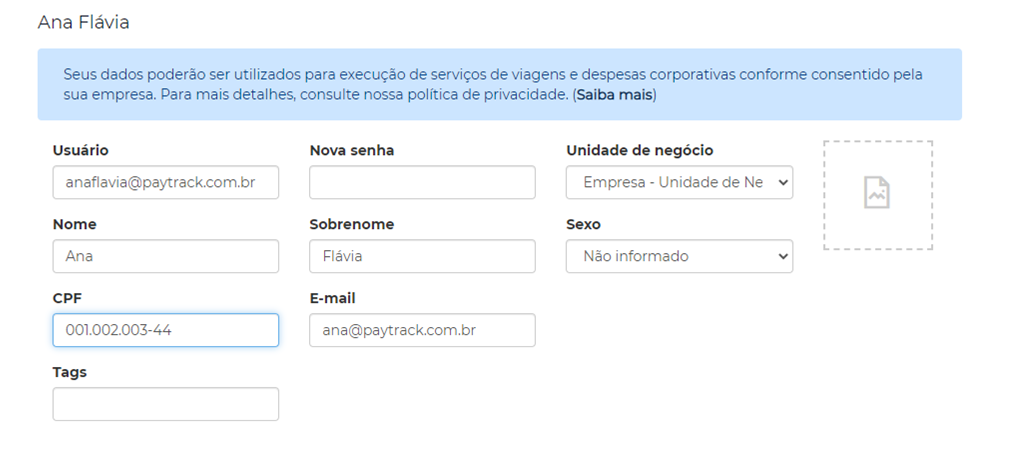 Ana Flávia
Seus dados poderão ser utilizados para execução de serviços de viagens e despesas corporativas conforme consentido pela
sua empresa. Para mais detalhes, consulte nossa política de privacidade. (Saiba mais)
Usuário
Nova senha
Unidade de negócio
anaflavia@paytrack.com.br
Empresa - Unidade de Ne
Nome
Sobrenome
Sexo
Ana
Flávia
Não informado
CPF
E-mail
001.002.003-44
ana@paytrack.com.br
Tags